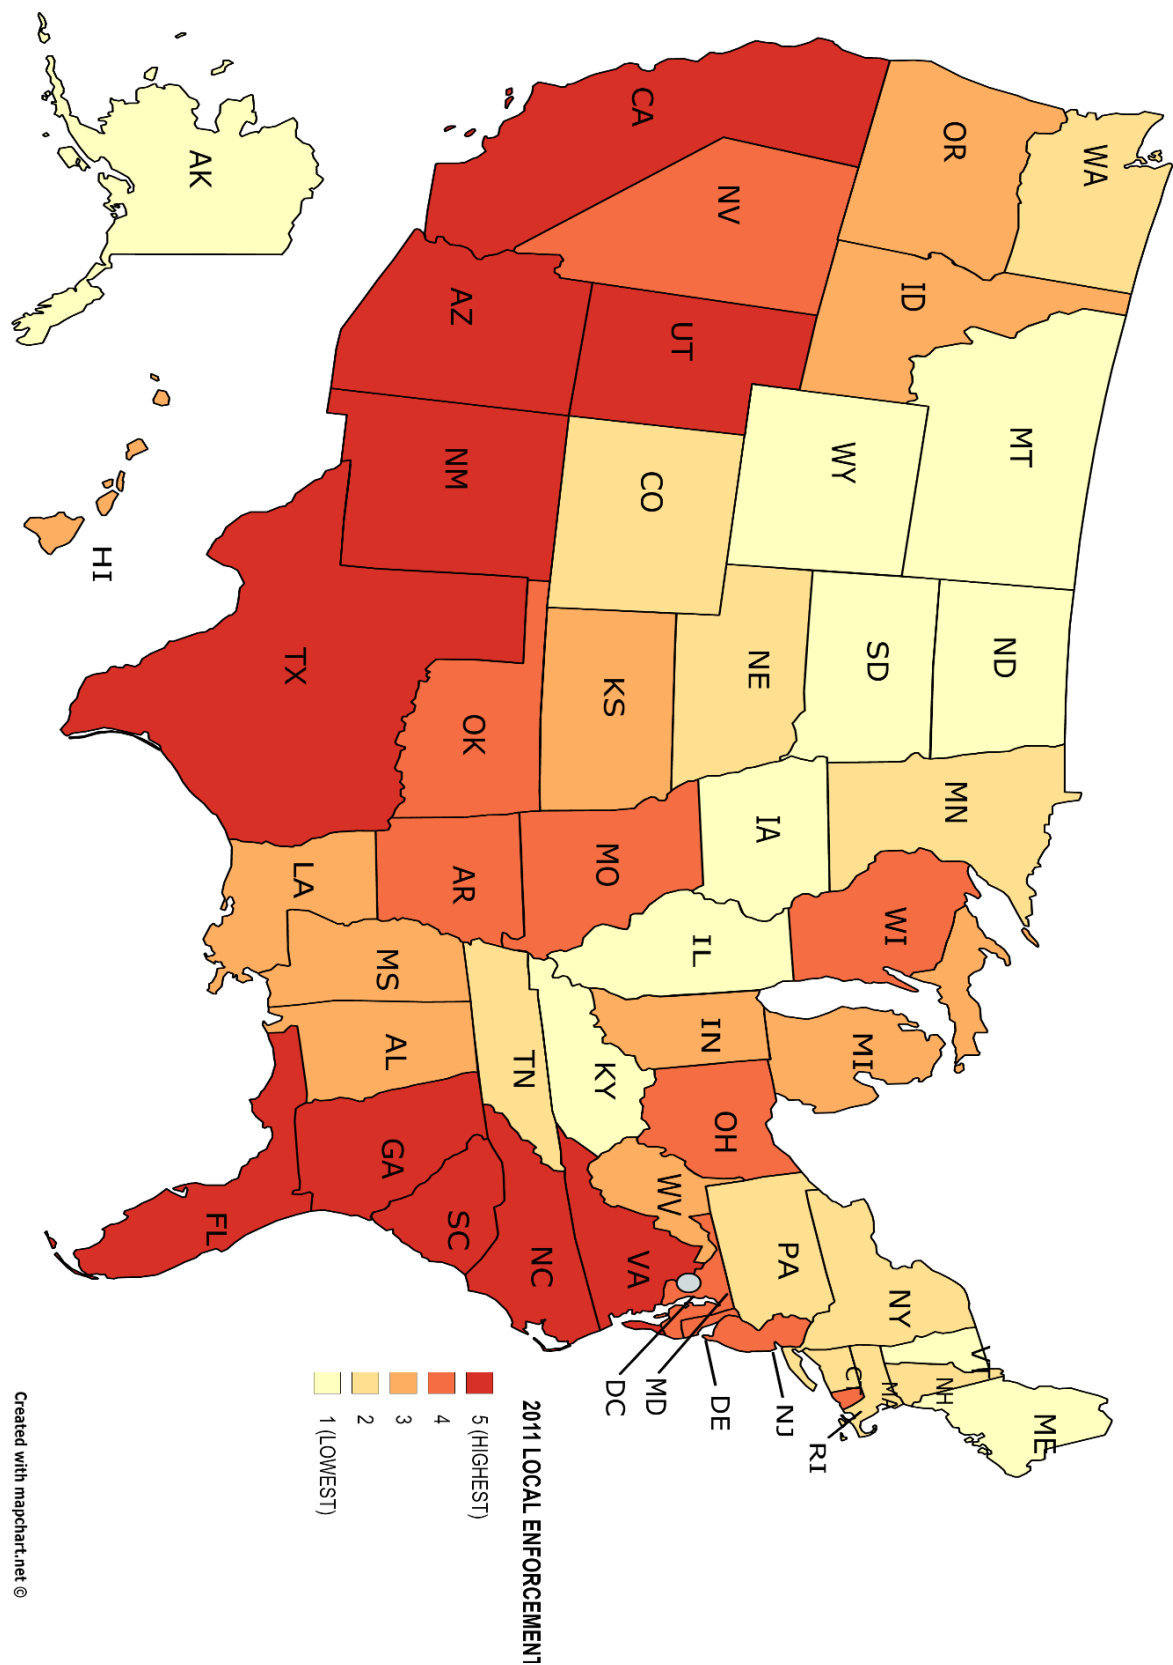 WA
OR
CA
NV
ID
MT
WY
UT
AZ
CO
NM
ND
SD
NE
KS
OK
TX
MN
IA
MO
AR
LA
WI
IL
MS
MI
IN
KY
TN
AL
OH
WV
GA
FL
SC
NC
VA
PA
NY
VT
NH
ME
MA
CT
RI
NJ
DE
MD
DC
AK
HI
2011 LOCAL ENFORCEMENT
5 (HIGHEST)
4
3
2
1 (LOWEST)
Created with mapchart.net ©